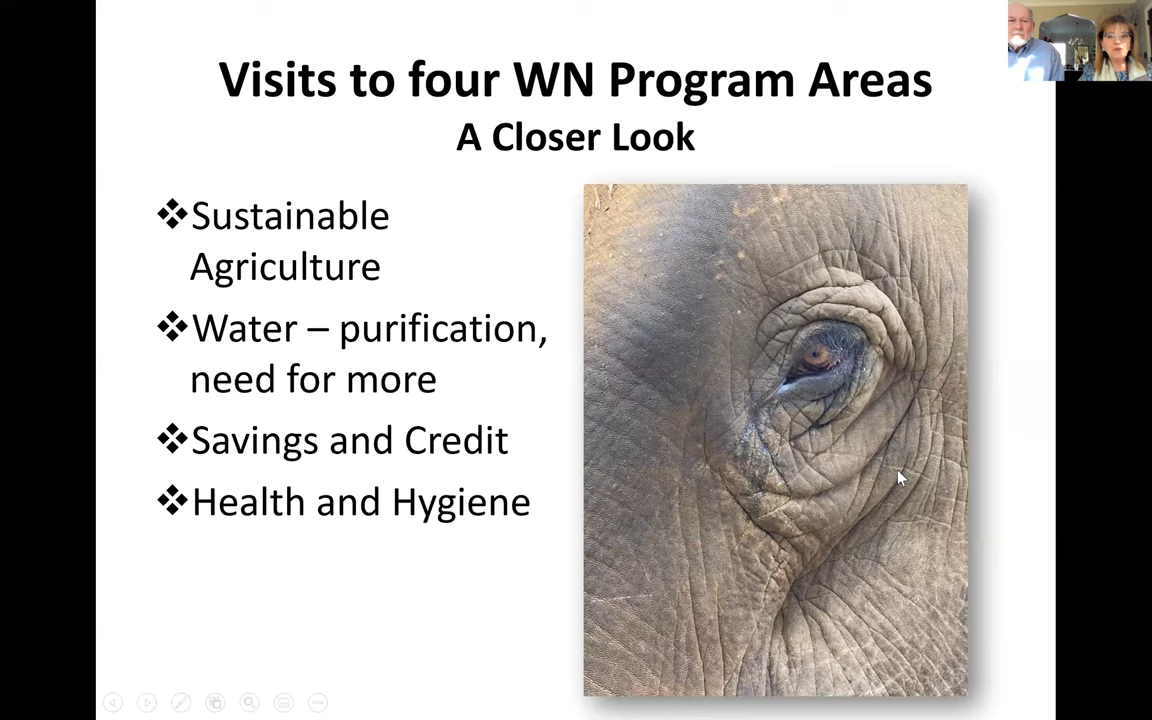 Visits to four WN Program Areas
A Closer Look
❖Sustainable
Agriculture
❖Water – purification,
need for more
❖Savings and Credit
❖Health and Hygiene